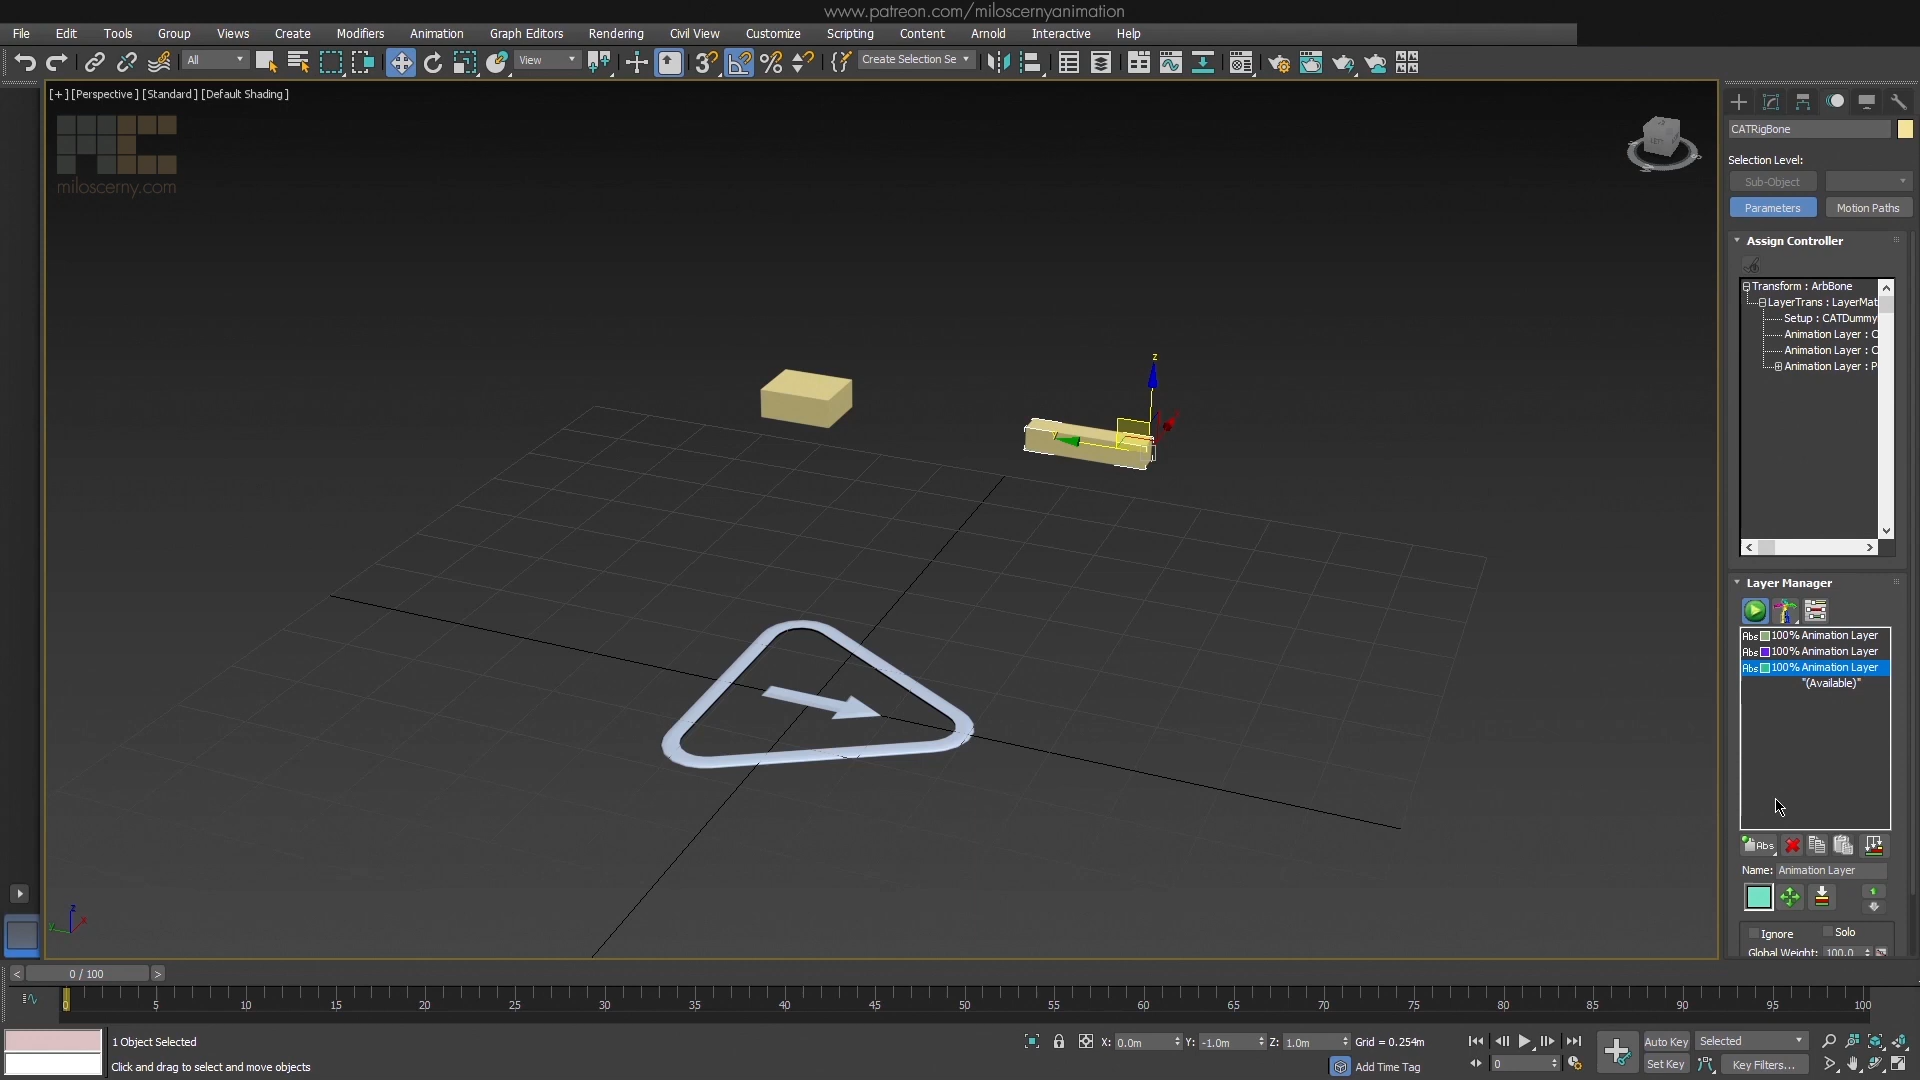 www.patreon.com/miloscernyanimation
File Edit Tools Group Views Create Modifiers Animation Graph Editors Rendering Civil View Customize Scripting Content Arnold Interactive Help
All View Create Selection Se
[+][Perspective][Standard][Default Shading]
miloscerny.com
CATRigBone
Selection Level:
Sub-Object
Parameters Motion Paths
Assign Controller
Transform : ArbBone
LayerTrans : LayerMat
Setup : CATDummy
Animation Layer : C
Animation Layer : C
Animation Layer : P
Layer Manager
Abs 100% Animation Layer
Abs 100% Animation Layer
Abs 100% Animation Layer
"(Available)"
Abs
Name: Animation Layer
Ignore Solo
Global Weight: 100.0
z
y
z
x
y
< 0 / 100 >
0 5 10 15 20 25 30 35 40 45 50 55 60 65 70 75 80 85 90 95 100
1 Object Selected
X: 0.0m Y: -1.0m Z: 1.0m Grid = 0.254m
Auto Key Selected
Click and drag to select and move objects
Add Time Tag
0
Set Key Key Filters...